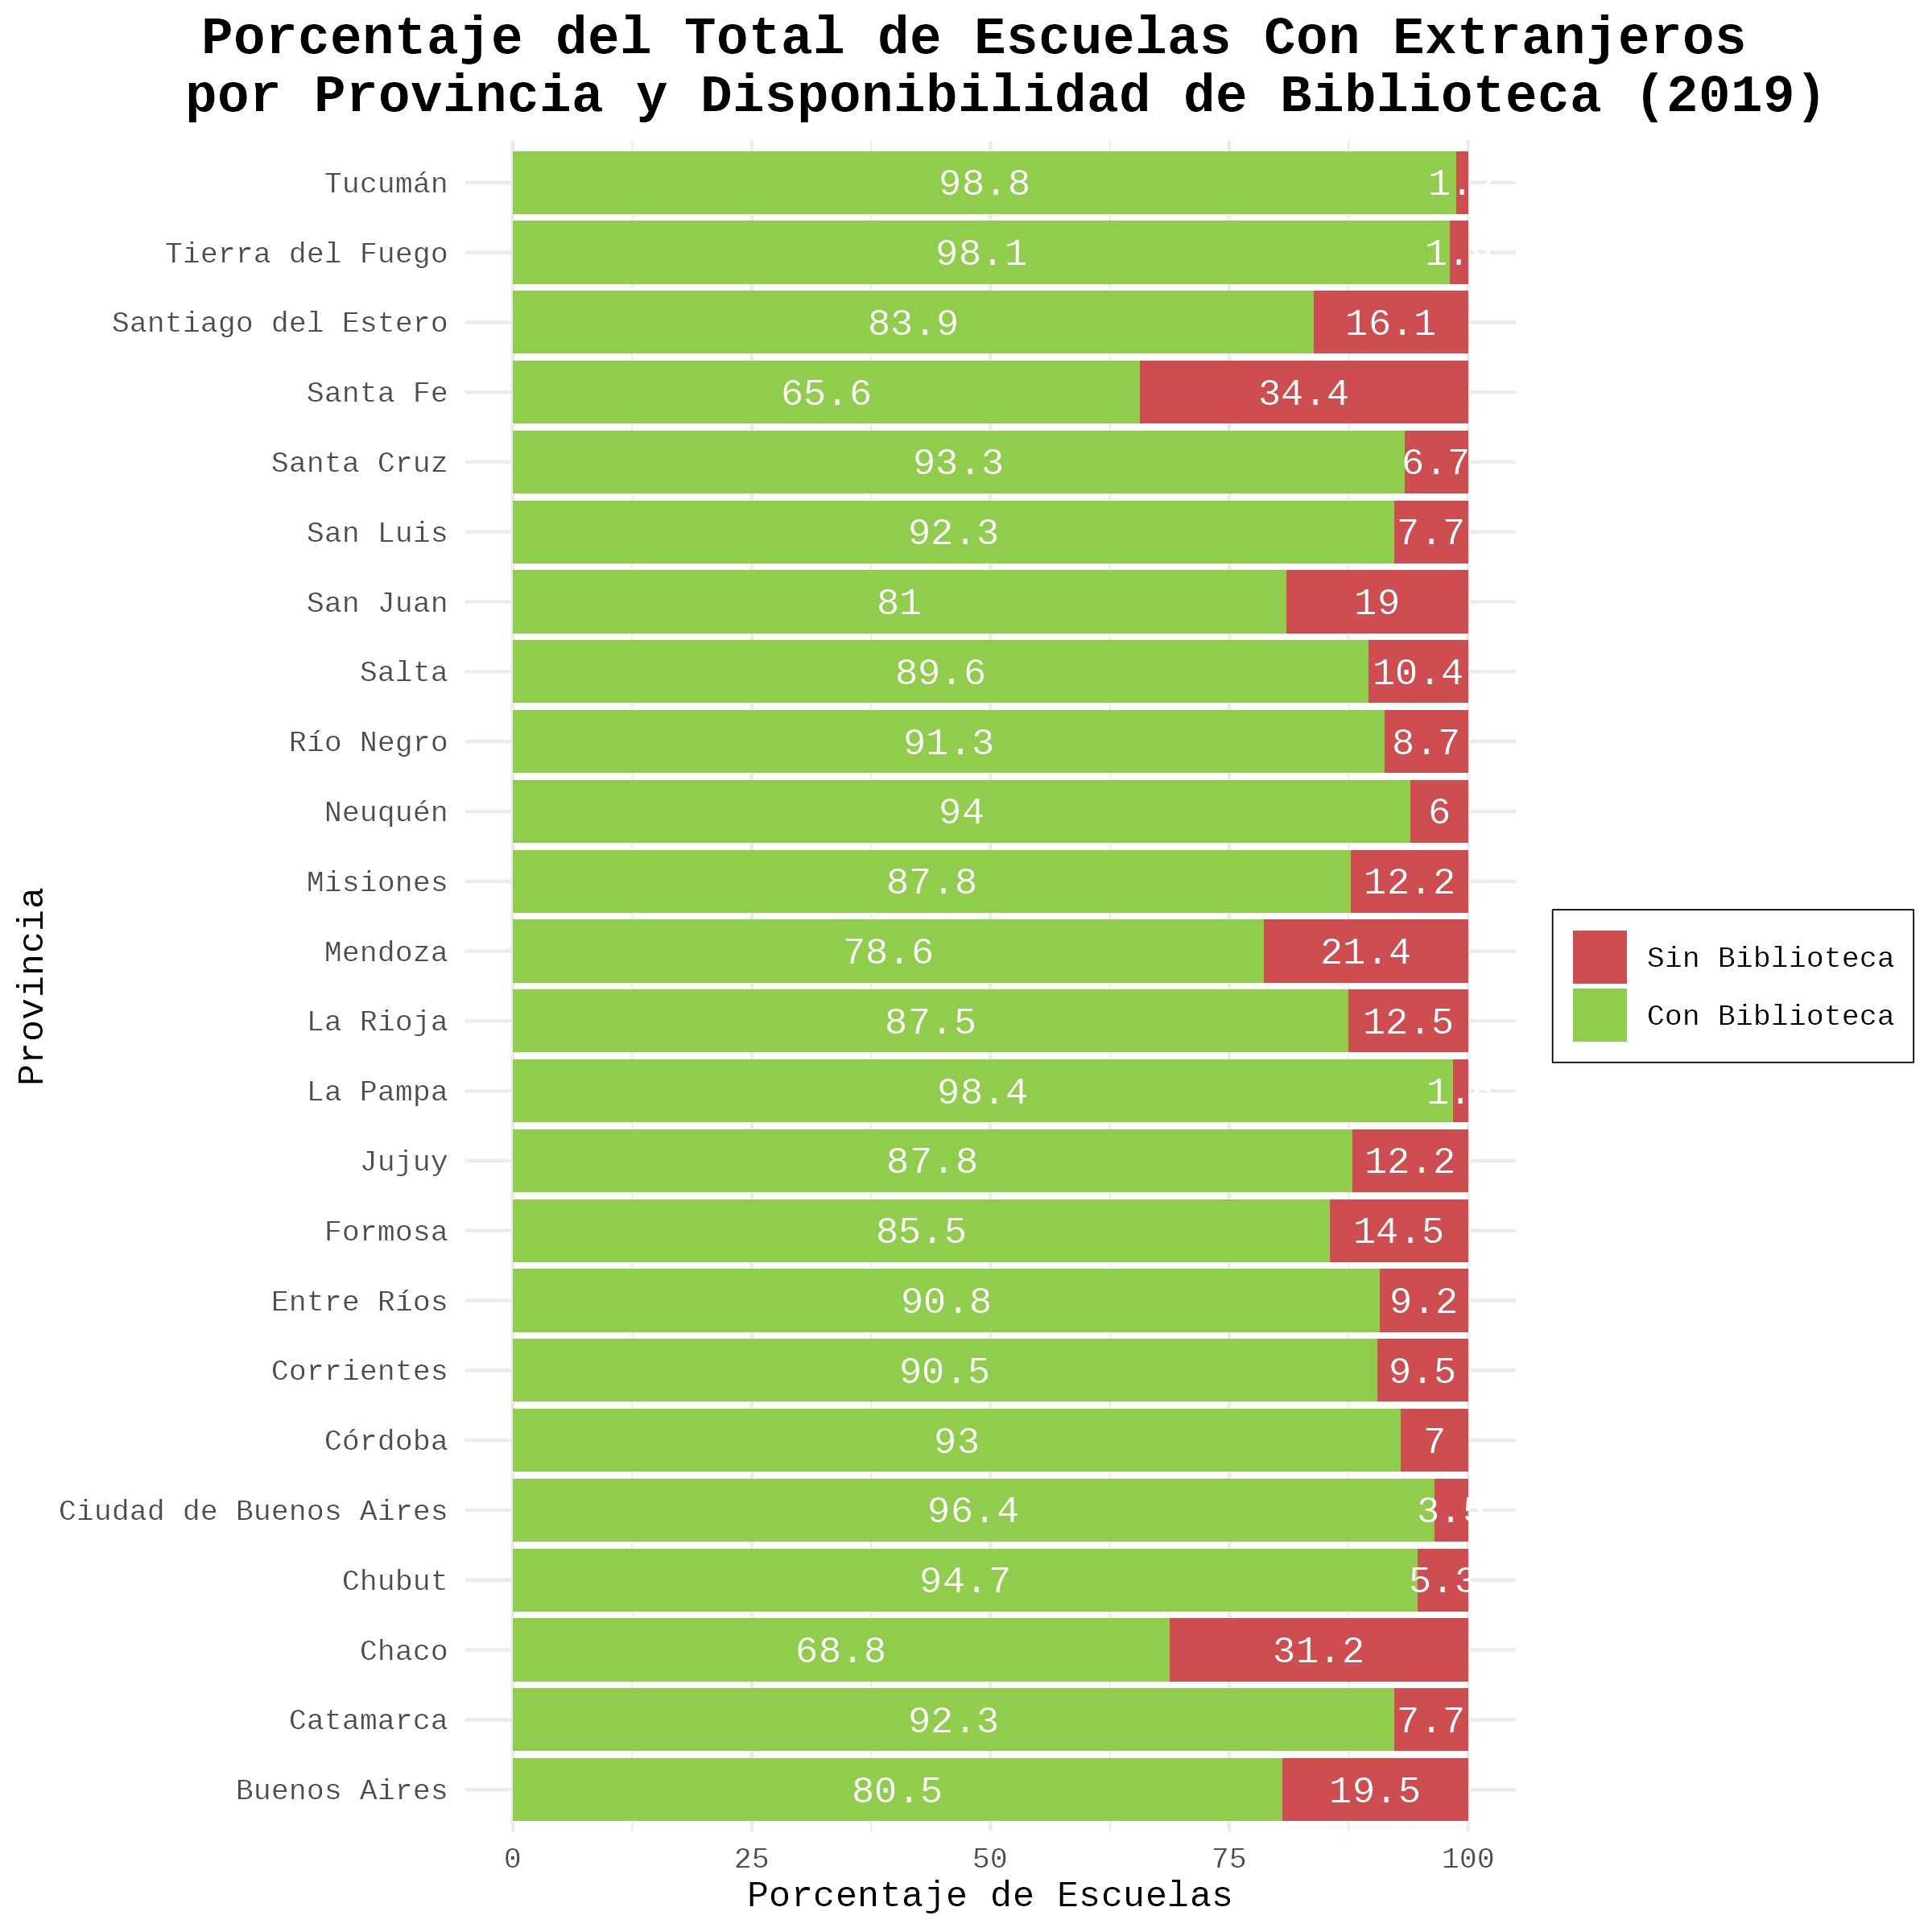 Porcentaje del Total de Escuelas Con Extranjeros
por Provincia y Disponibilidad de Biblioteca (2019)
Tucumán 98.8
Tierra del Fuego 98.1
Santiago del Estero 83.9 16.1
Santa Fe 65.6 34.4
Santa Cruz 93.3 6.7
San Luis 92.3 7.7
San Juan 81 19
Salta 89.6 10.4
Río Negro 91.3 8.7
Neuquén 94 6
Misiones 87.8 12.2
Mendoza 78.6 21.4
La Rioja 87.5 12.5
La Pampa 98.4
Jujuy 87.8 12.2
Formosa 85.5 14.5
Entre Ríos 90.8 9.2
Corrientes 90.5 9.5
Córdoba 93 7
Ciudad de Buenos Aires 96.4 3.5
Chubut 94.7 5.3
Chaco 68.8 31.2
Catamarca 92.3 7.7
Buenos Aires 80.5 19.5
0 25 50 75 100
Porcentaje de Escuelas
Provincia
Sin Biblioteca
Con Biblioteca